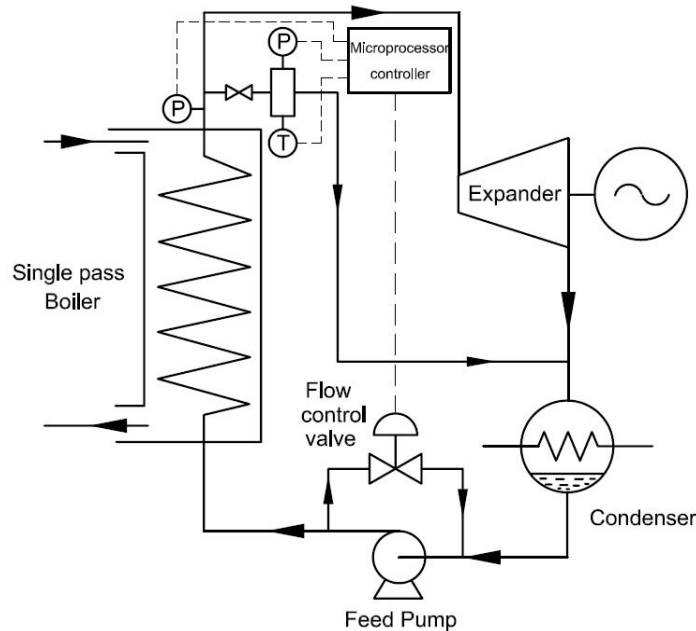 P
Microprocessor
controller
P
T
Expander
Single pass
Boiler
Flow
control
valve
Condenser
Feed Pump